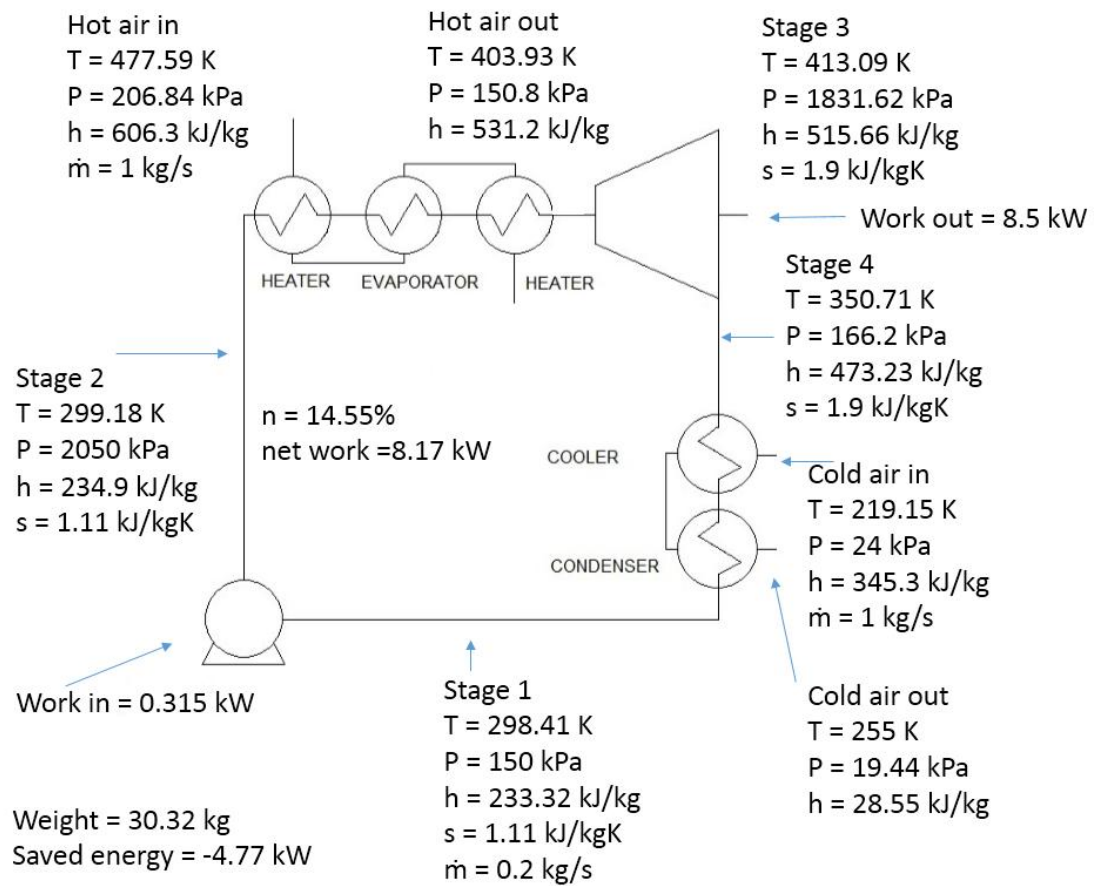 Hot air in
T = 477.59 K
P = 206.84 kPa
h = 606.3 kJ/kg
ṁ = 1 kg/s
Hot air out
T = 403.93 K
P = 150.8 kPa
h = 531.2 kJ/kg
Stage 3
T = 413.09 K
P = 1831.62 kPa
h = 515.66 kJ/kg
s = 1.9 kJ/kgK
Work out = 8.5 kW
HEATER
EVAPORATOR
HEATER
Stage 4
T = 350.71 K
P = 166.2 kPa
h = 473.23 kJ/kg
s = 1.9 kJ/kgK
Stage 2
T = 299.18 K
P = 2050 kPa
h = 234.9 kJ/kg
s = 1.11 kJ/kgK
n = 14.55%
net work =8.17 kW
COOLER
CONDENSER
Cold air in
T = 219.15 K
P = 24 kPa
h = 345.3 kJ/kg
ṁ = 1 kg/s
Work in = 0.315 kW
Stage 1
T = 298.41 K
P = 150 kPa
h = 233.32 kJ/kg
s = 1.11 kJ/kgK
ṁ = 0.2 kg/s
Cold air out
T = 255 K
P = 19.44 kPa
h = 28.55 kJ/kg
Weight = 30.32 kg
Saved energy = -4.77 kW